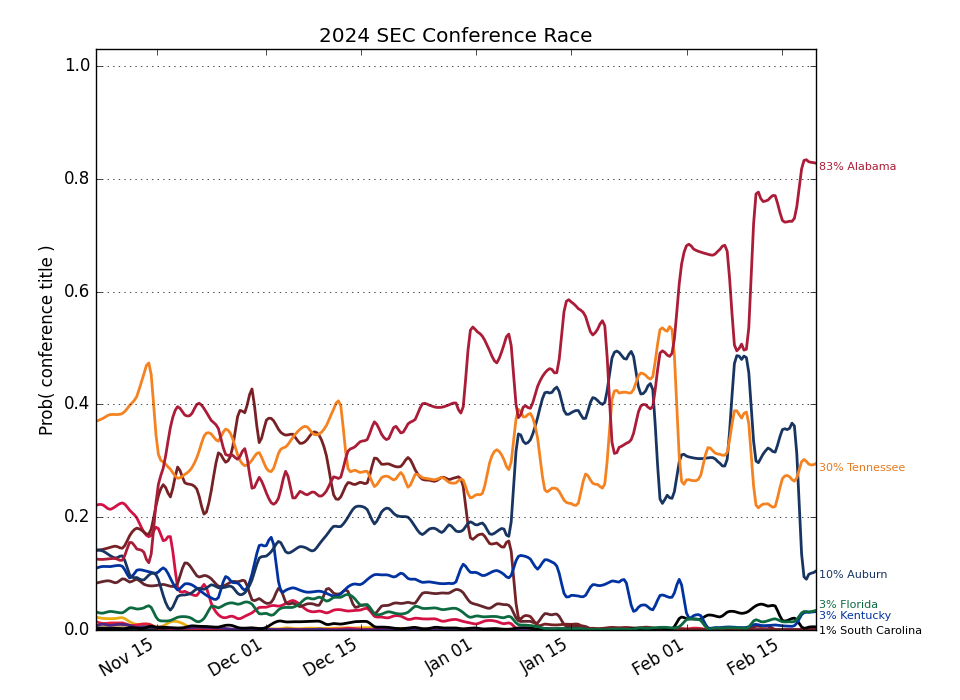 2024 SEC Conference Race
Prob( conference title )
1.0
0.8
0.6
0.4
0.2
0.0
83% Alabama
30% Tennessee
10% Auburn
3% Florida
3% Kentucky
1% South Carolina
Nov 15
Dec 01
Dec 15
Jan 01
Jan 15
Feb 01
Feb 15